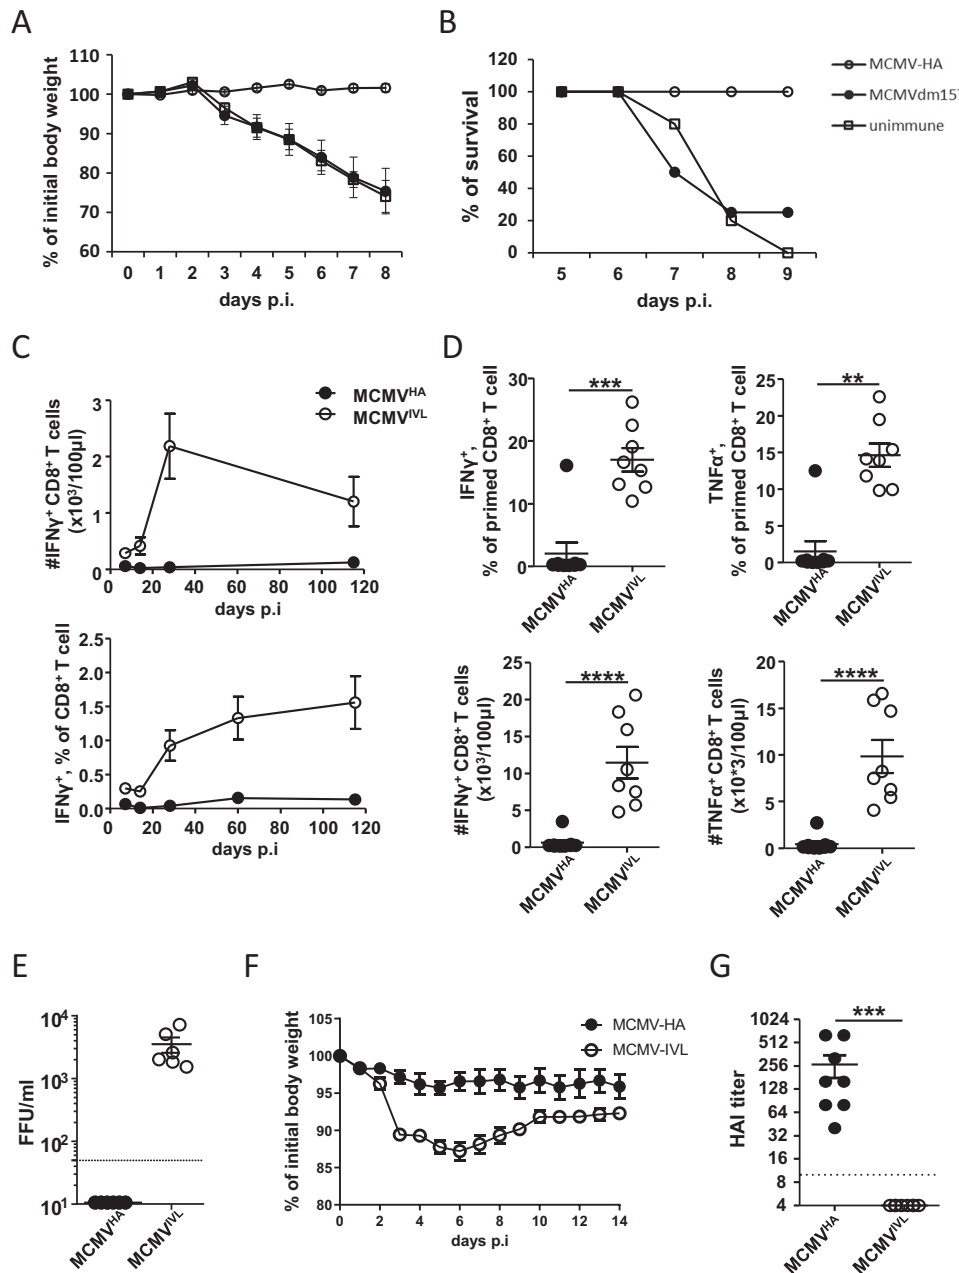 A
% of initial body weight
110
100
90
80
70
60
0 1 2 3 4 5 6 7 8
days p.i.
B
% of survival
120
100
80
60
40
20
0
5 6 7 8 9
days p.i.
MCMV-HA
MCMVdm157
unimmune
C
MCMVHA
MCMVIVL
#IFNγ+ CD8+ T cells
(x10³/100μl)
3
2
1
0
0 20 40 60 80 100 120
days p.i
IFNγ+, % of CD8+ T cell
2.5
2.0
1.5
1.0
0.5
0.0
0 20 40 60 80 100 120
days p.i
D
IFNγ+,
% of primed CD8+ T cell
30
20
10
0
***
MCMVHA
MCMVIVL
TNFα+,
% of primed CD8+ T cell
25
20
15
10
5
0
**
MCMVHA
MCMVIVL
#IFNγ+ CD8+ T cells
(x10³/100μl)
25
20
15
10
5
0
****
MCMVHA
MCMVIVL
#TNFα+ CD8+ T cells
(x10*3/100μl)
20
15
10
5
0
****
MCMVHA
MCMVIVL
E
FFU/ml
10⁴
10³
10²
10¹
MCMVHA
MCMVIVL
F
% of initial body weight
105
100
95
90
85
80
0 2 4 6 8 10 12 14
days p.i
MCMV-HA
MCMV-IVL
G
HAI titer
1024
512
256
128
64
32
16
8
4
***
MCMVHA
MCMVIVL